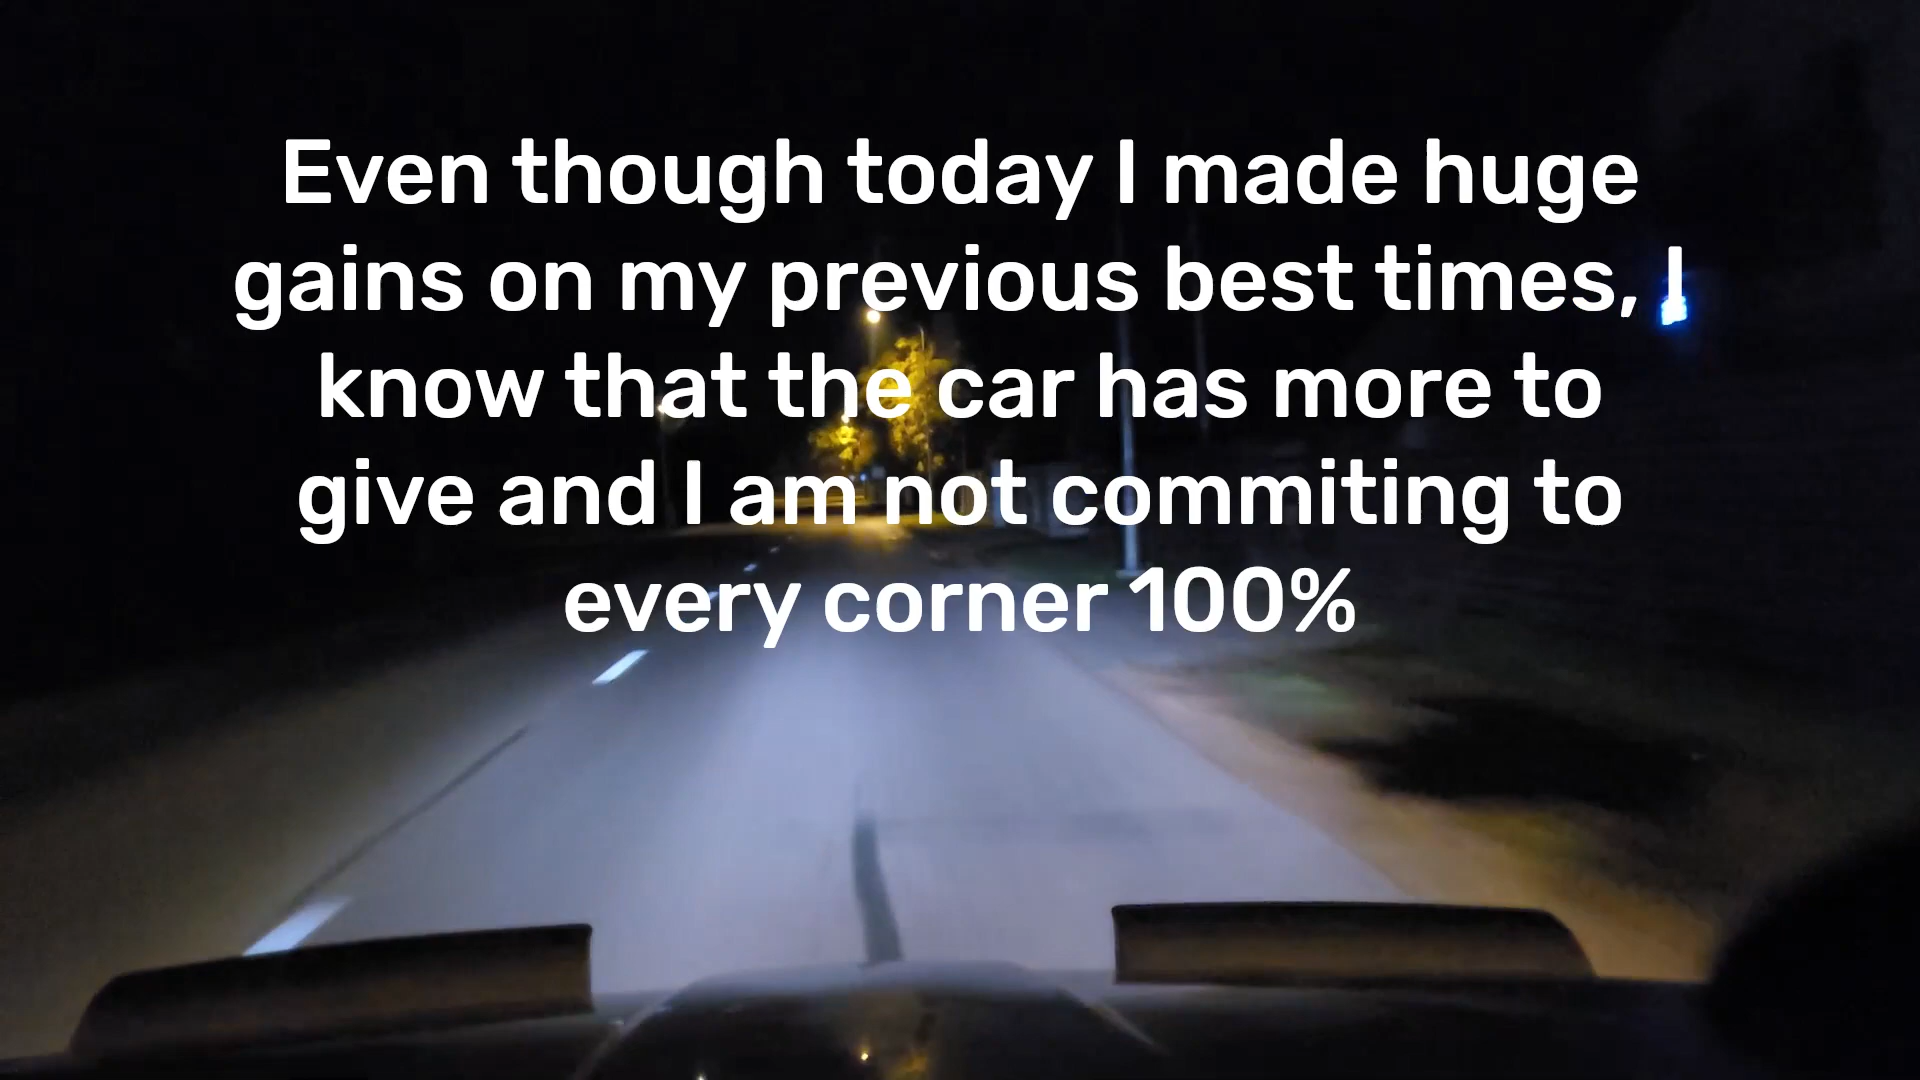 Even though today I made huge
gains on my previous best times, I
know that the car has more to
give and I am not commiting to
every corner 100%